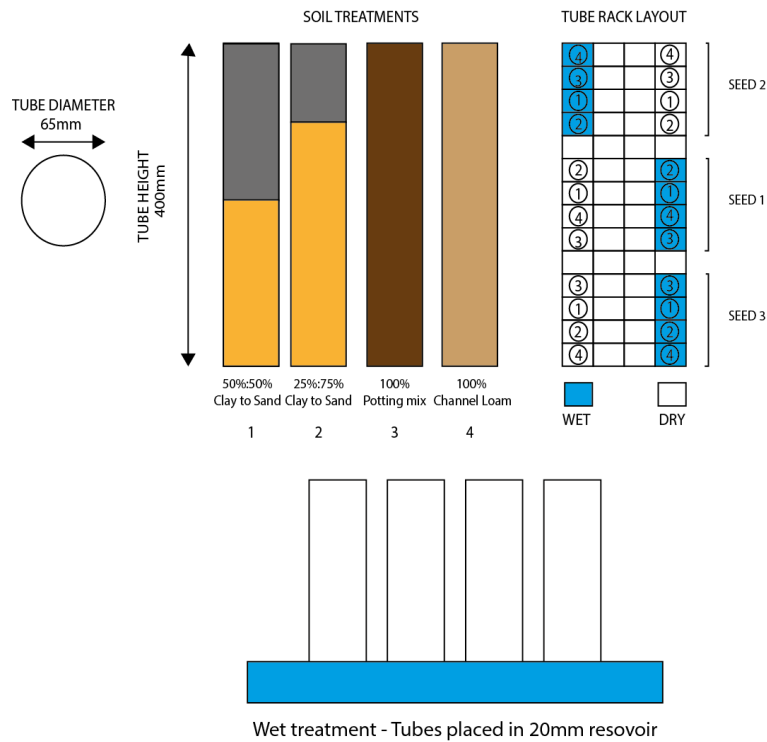 SOIL TREATMENTS
TUBE RACK LAYOUT
TUBE DIAMETER
65mm
TUBE HEIGHT
400mm
4 4
3 3
1 1
2 2
SEED 2
2 2
1 1
4 4
3 3
SEED 1
3 3
1 1
2 2
4 4
SEED 3
50%:50%
Clay to Sand
1
25%:75%
Clay to Sand
2
100%
Potting mix
3
100%
Channel Loam
4
WET
DRY
Wet treatment - Tubes placed in 20mm resovoir